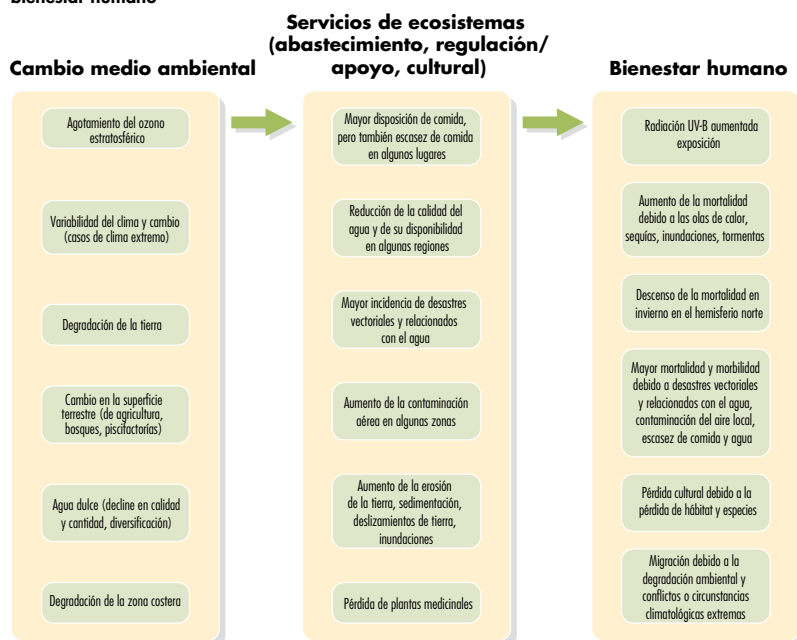 bienestar humano
Cambio medio ambiental
Agotamiento del ozono
estratosférico
Variabilidad del clima y cambio
(casos de clima extremo)
Degradación de la tierra
Cambio en la superficie
terrestre (de agricultura,
bosques, piscifactorías)
Agua dulce (decline en calidad
y cantidad, diversificación)
Degradación de la zona costera
Servicios de ecosistemas
(abastecimiento, regulación/
apoyo, cultural)
Mayor disposición de comida,
pero también escasez de comida
en algunos lugares
Reducción de la calidad del
agua y de su disponibilidad
en algunas regiones
Mayor incidencia de desastres
vectoriales y relacionados
con el agua
Aumento de la contaminación
aérea en algunas zonas
Aumento de la erosión
de la tierra, sedimentación,
deslizamientos de tierra,
inundaciones
Pérdida de plantas medicinales
Bienestar humano
Radiación UV-B aumentada
exposición
Aumento de la mortalidad
debido a las olas de calor,
sequías, inundaciones, tormentas
Descenso de la mortalidad en
invierno en el hemisferio norte
Mayor mortalidad y morbilidad
debido a desastres vectoriales
y relacionados con el agua,
contaminación del aire local,
escasez de comida y agua
Pérdida cultural debido a la
pérdida de hábitat y especies
Migración debido a la
degradación ambiental y
conflictos o circunstancias
climatológicas extremas